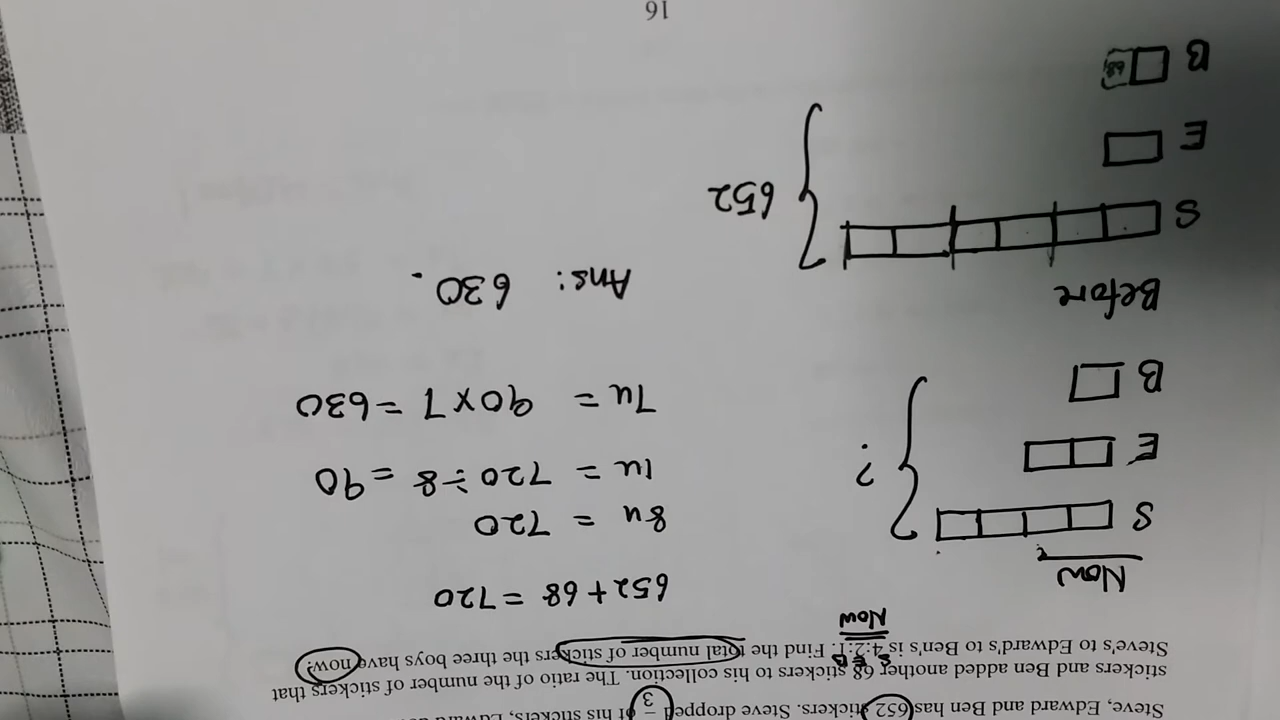 Steve, Edward and Ben has 652 stickers. Steve dropped 1/3 of his stickers, Edward
stickers and Ben added another 68 stickers to his collection. The ratio of the number of stickers that
Steve's to Edward's to Ben's is 4:2:1. Find the total number of stickers the three boys have now?
S E B
Now
Now
S
E
B
?
652 + 68 = 720
8u = 720
1u = 720 ÷ 8 = 90
7u = 90 x 7 = 630
Ans: 630.
Before
S
E
B
68
652
16